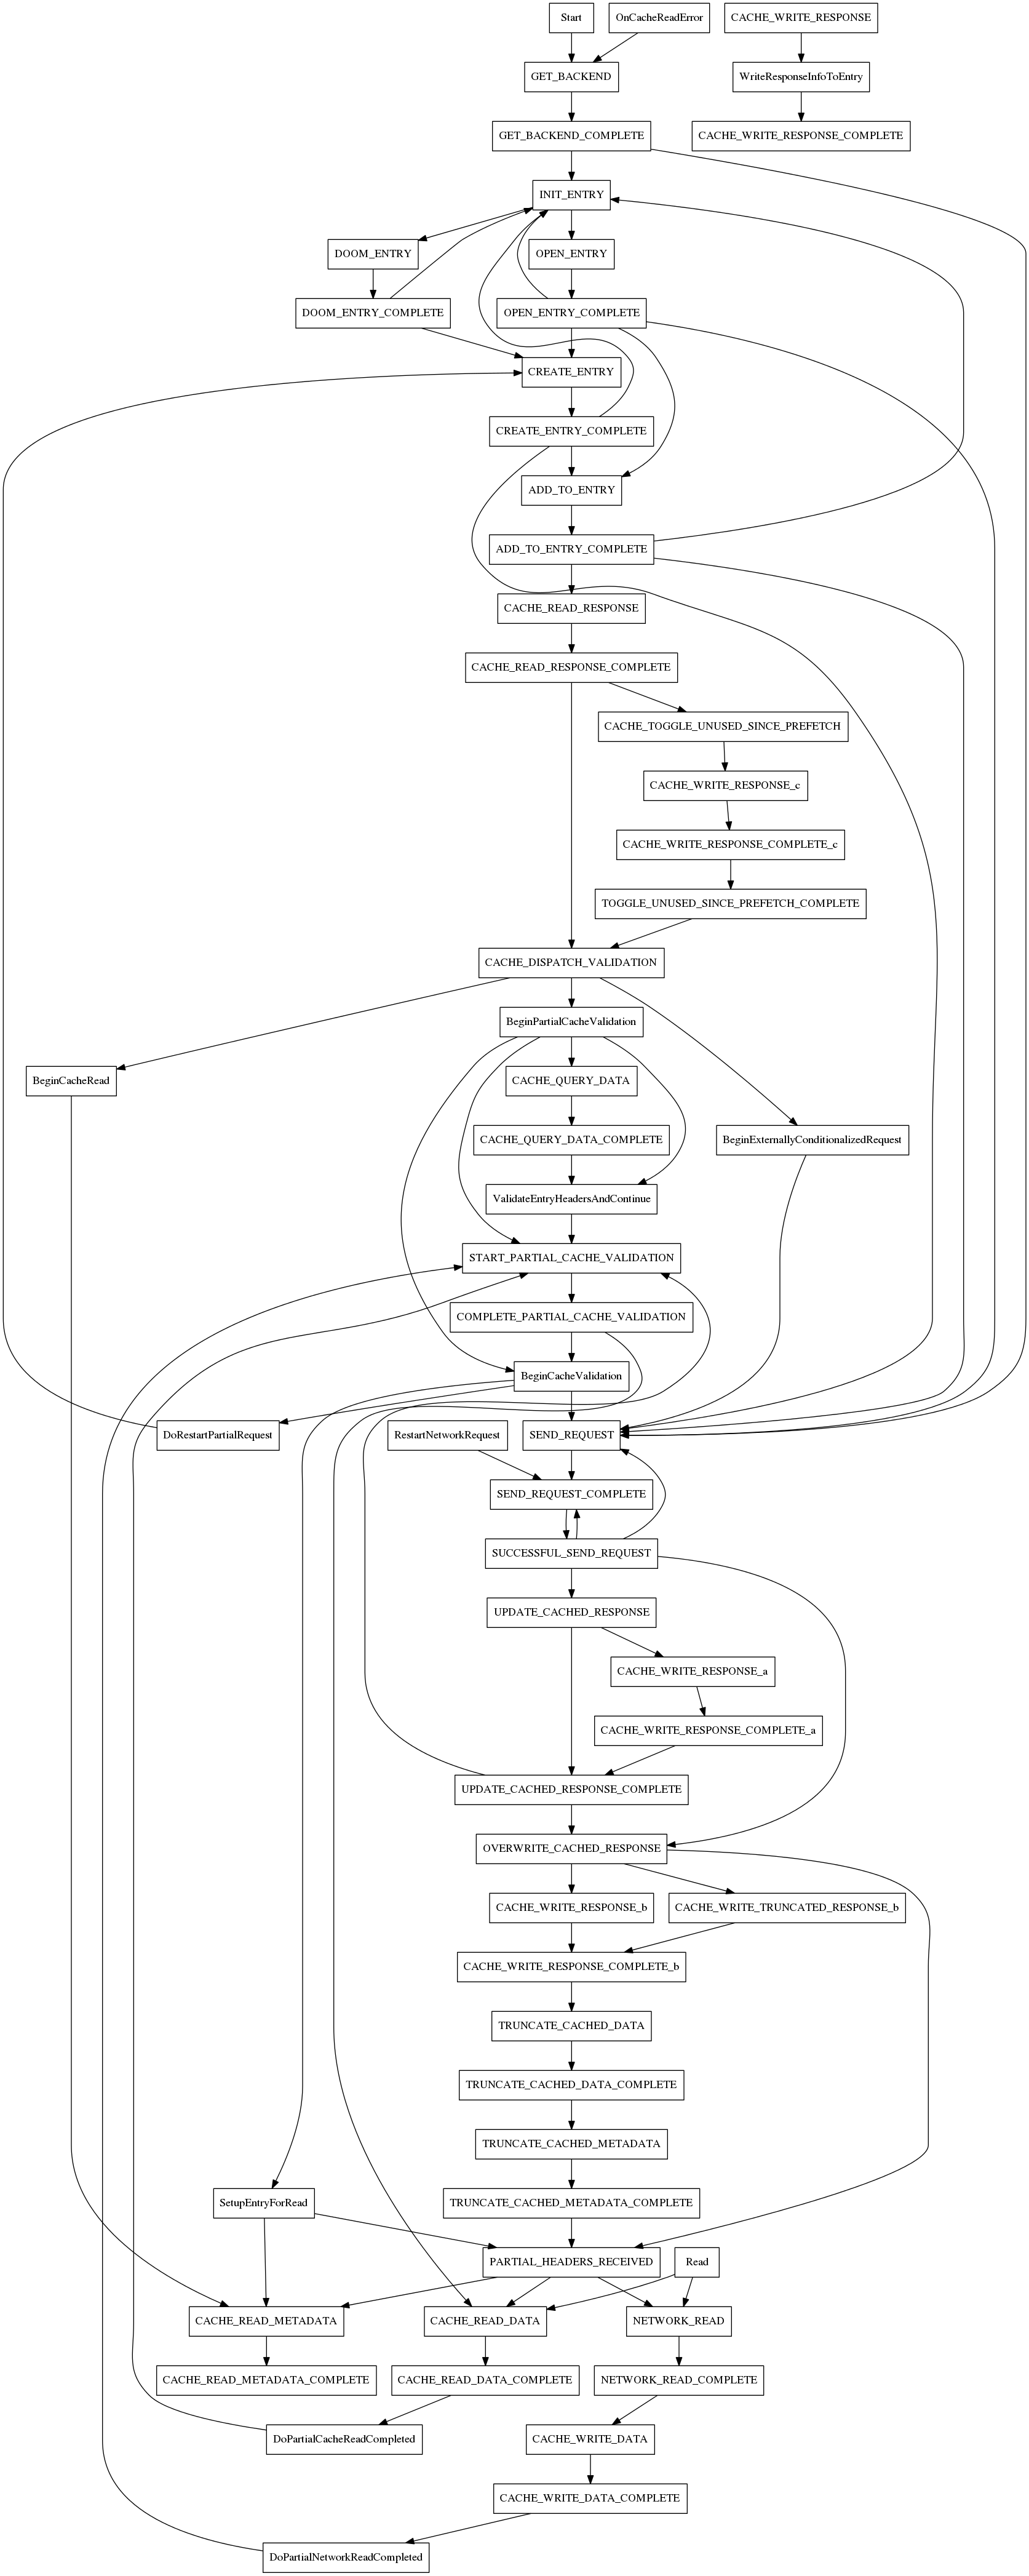 Start
OnCacheReadError
CACHE_WRITE_RESPONSE
GET_BACKEND
WriteResponseInfoToEntry
GET_BACKEND_COMPLETE
CACHE_WRITE_RESPONSE_COMPLETE
INIT_ENTRY
DOOM_ENTRY
OPEN_ENTRY
DOOM_ENTRY_COMPLETE
OPEN_ENTRY_COMPLETE
CREATE_ENTRY
CREATE_ENTRY_COMPLETE
ADD_TO_ENTRY
ADD_TO_ENTRY_COMPLETE
CACHE_READ_RESPONSE
CACHE_READ_RESPONSE_COMPLETE
CACHE_TOGGLE_UNUSED_SINCE_PREFETCH
CACHE_WRITE_RESPONSE_c
CACHE_WRITE_RESPONSE_COMPLETE_c
TOGGLE_UNUSED_SINCE_PREFETCH_COMPLETE
CACHE_DISPATCH_VALIDATION
BeginPartialCacheValidation
BeginCacheRead
CACHE_QUERY_DATA
CACHE_QUERY_DATA_COMPLETE
BeginExternallyConditionalizedRequest
ValidateEntryHeadersAndContinue
START_PARTIAL_CACHE_VALIDATION
COMPLETE_PARTIAL_CACHE_VALIDATION
BeginCacheValidation
DoRestartPartialRequest
RestartNetworkRequest
SEND_REQUEST
SEND_REQUEST_COMPLETE
SUCCESSFUL_SEND_REQUEST
UPDATE_CACHED_RESPONSE
CACHE_WRITE_RESPONSE_a
CACHE_WRITE_RESPONSE_COMPLETE_a
UPDATE_CACHED_RESPONSE_COMPLETE
OVERWRITE_CACHED_RESPONSE
CACHE_WRITE_RESPONSE_b
CACHE_WRITE_TRUNCATED_RESPONSE_b
CACHE_WRITE_RESPONSE_COMPLETE_b
TRUNCATE_CACHED_DATA
TRUNCATE_CACHED_DATA_COMPLETE
TRUNCATE_CACHED_METADATA
SetupEntryForRead
TRUNCATE_CACHED_METADATA_COMPLETE
PARTIAL_HEADERS_RECEIVED
Read
CACHE_READ_METADATA
CACHE_READ_DATA
NETWORK_READ
CACHE_READ_METADATA_COMPLETE
CACHE_READ_DATA_COMPLETE
NETWORK_READ_COMPLETE
DoPartialCacheReadCompleted
CACHE_WRITE_DATA
CACHE_WRITE_DATA_COMPLETE
DoPartialNetworkReadCompleted